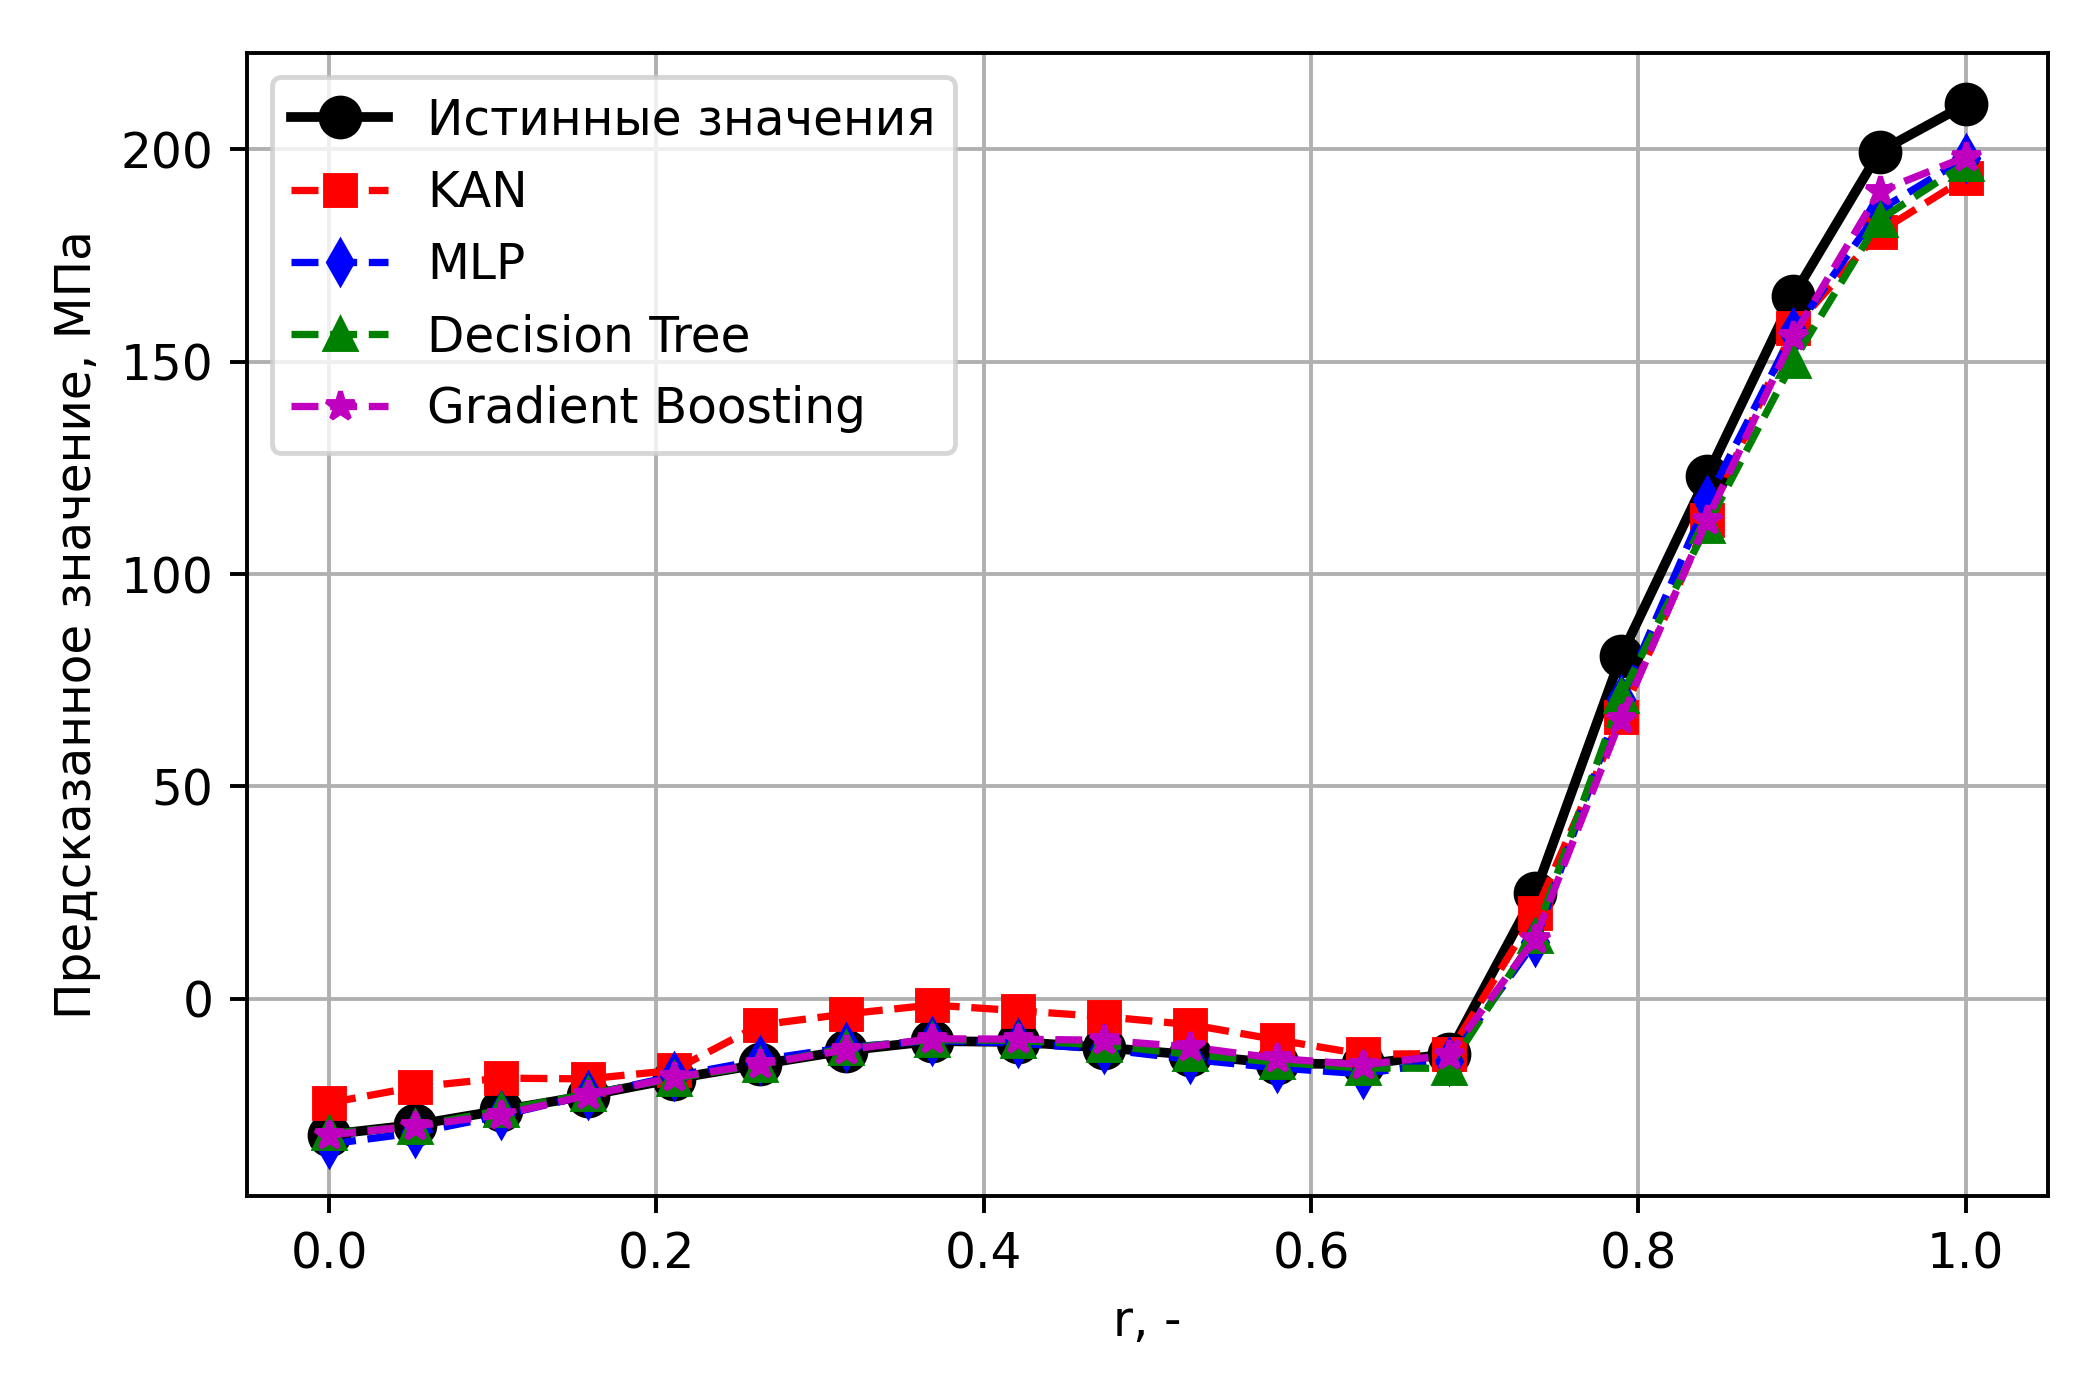 Истинные значения
KAN
MLP
Decision Tree
Gradient Boosting
Предсказанное значение, МПа
200
150
100
50
0
0.0 0.2 0.4 0.6 0.8 1.0
r, -